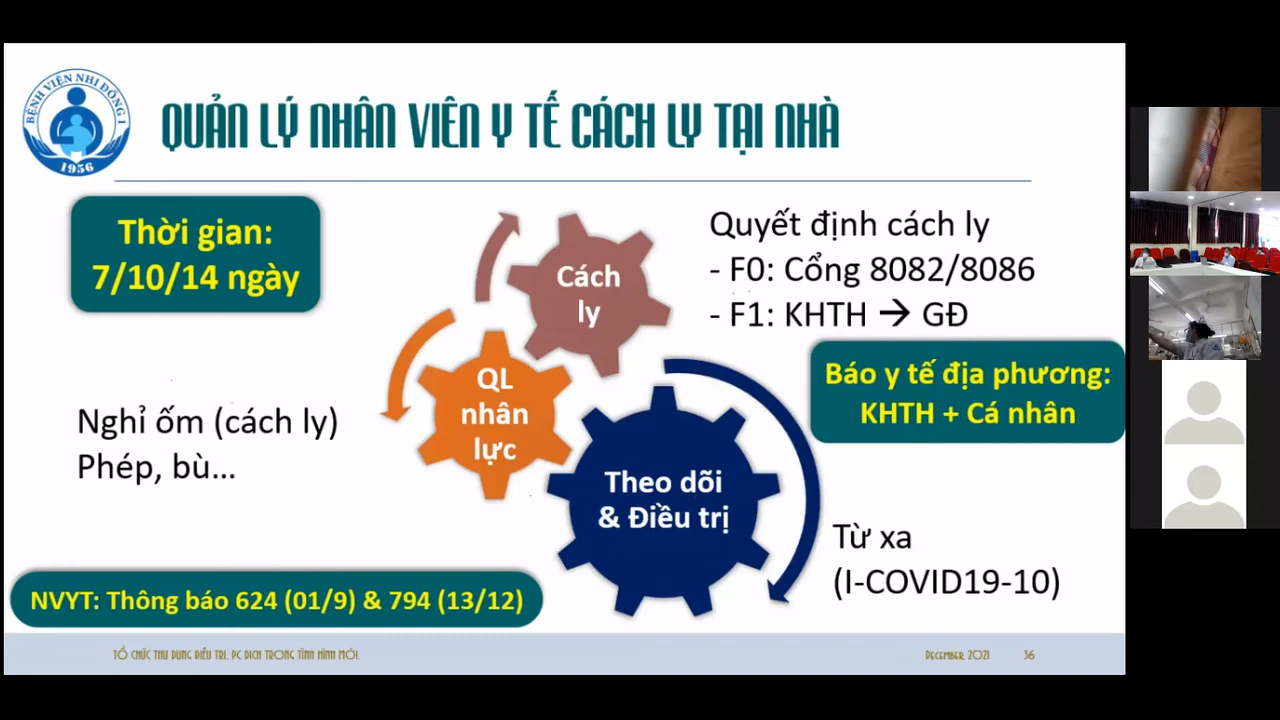 BỆNH VIỆN NHI ĐỒNG 1
1956
QUẢN LÝ NHÂN VIÊN Y TẾ CÁCH LY TẠI NHÀ
Thời gian:
7/10/14 ngày
Cách
ly
Quyết định cách ly
- F0: Cổng 8082/8086
- F1: KHTH → GĐ
Báo y tế địa phương:
KHTH + Cá nhân
QL
nhân
lực
Nghỉ ốm (cách ly)
Phép, bù...
Theo dõi
& Điều trị
Từ xa
(I-COVID19-10)
NVYT: Thông báo 624 (01/9) & 794 (13/12)
TỔ CHỨC THU DUNG ĐIỀU TRỊ, PC DỊCH TRONG TÌNH HÌNH MỚI.
DECEMBER 2021
36